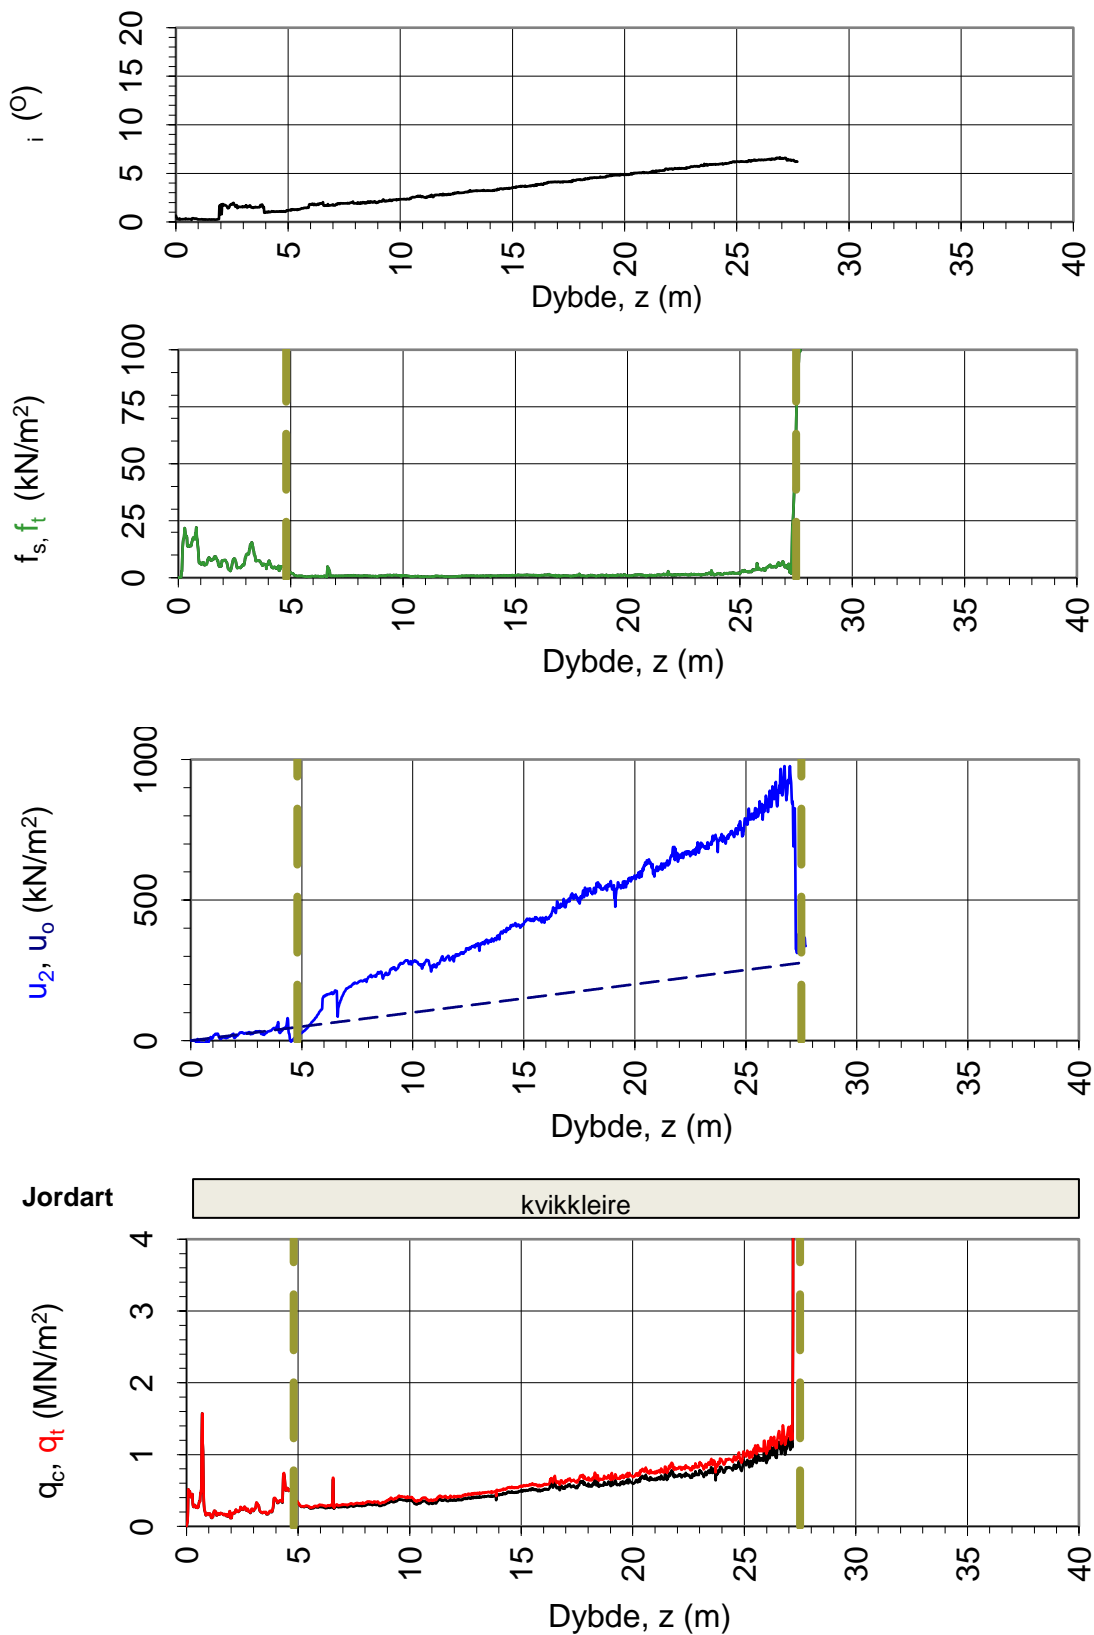 i (O)
20
15
10
5
0
0 5 10 15 20 25 30 35 40
Dybde, z (m)
fs, ft (kN/m2)
100
75
50
25
0
0 5 10 15 20 25 30 35 40
Dybde, z (m)
u2, uo (kN/m2)
1000
500
0
0 5 10 15 20 25 30 35 40
Dybde, z (m)
Jordart
kvikkleire
qc, qt (MN/m2)
4
3
2
1
0
0 5 10 15 20 25 30 35 40
Dybde, z (m)